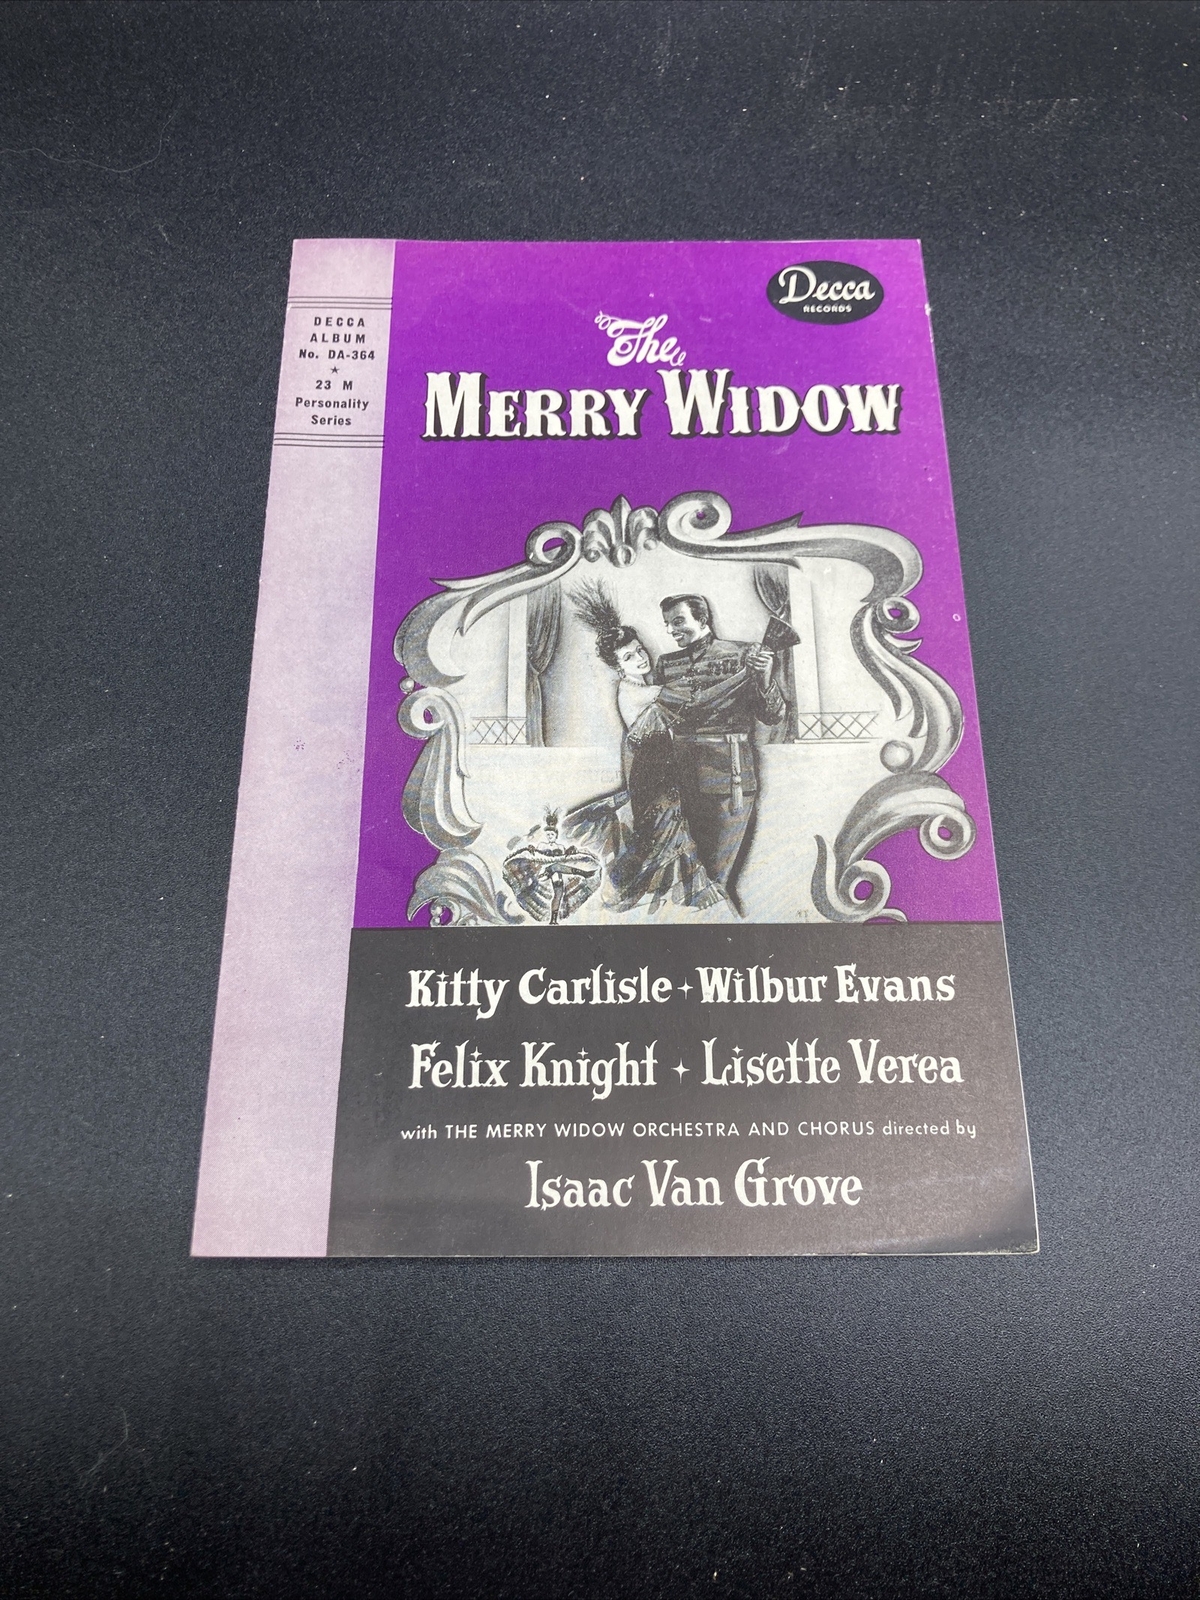 DECCA
ALBUM
No. DA-364
★
23 M
Personality
Series
Decca
RECORDS
The
MERRY WIDOW
Kitty Carlisle ✦ Wilbur Evans
Felix Knight ✦ Lisette Verea
with THE MERRY WIDOW ORCHESTRA AND CHORUS directed by
Isaac Van Grove